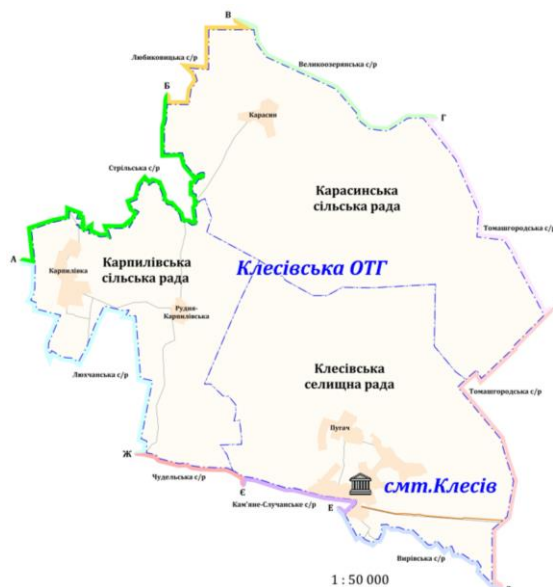 В
Любиковицька с/р
Великоозерянська с/р
Б
Карасин
Г
Стрільська с/р
Карасинська
сільська рада
Томашгородська с/р
А
Карпилівка
Карпилівська
сільська рада
Клесівська ОТГ
Рудня-
Карпилівська
Клесівська
селищна рада
Люхчанська с/р
Томашгородська с/р
Пугач
Ж
Чудельська с/р
Є
смт.Клесів
Кам'яне-Случанське с/р
Е
Вирівська с/р
1 : 50 000